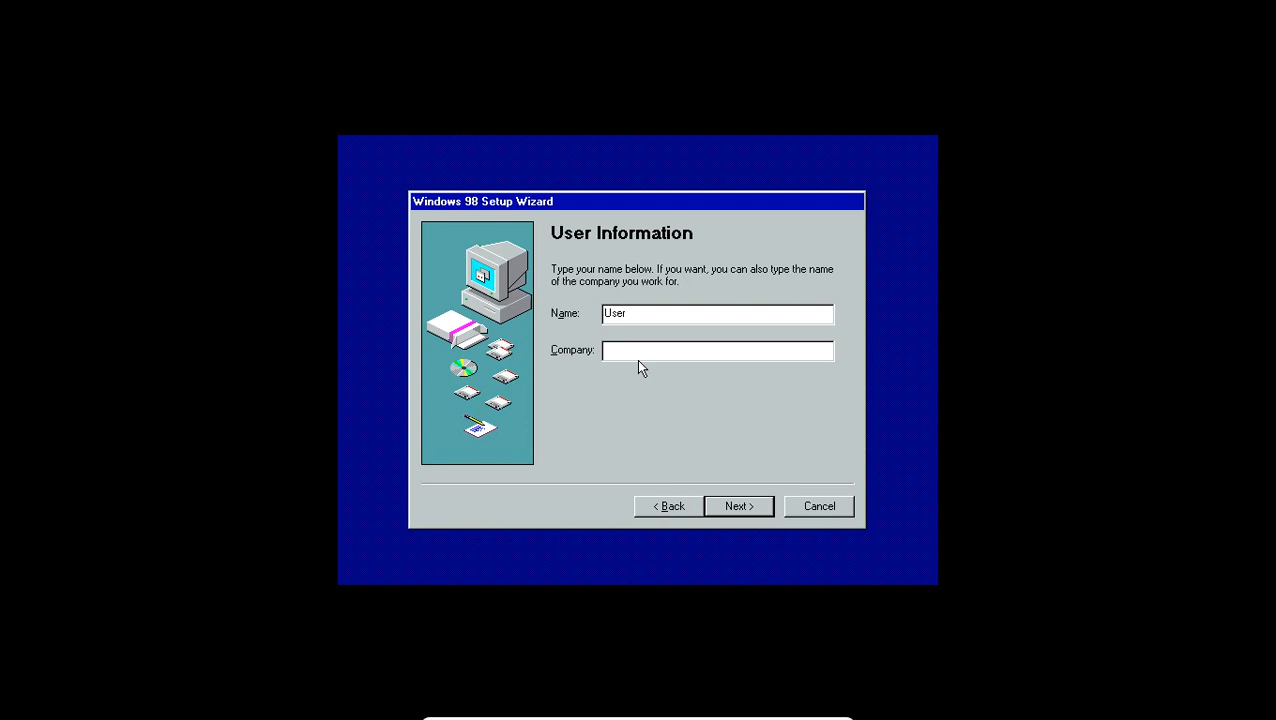 Windows 98 Setup Wizard
User Information
Type your name below. If you want, you can also type the name
of the company you work for.
Name: User
Company:
< Back Next > Cancel